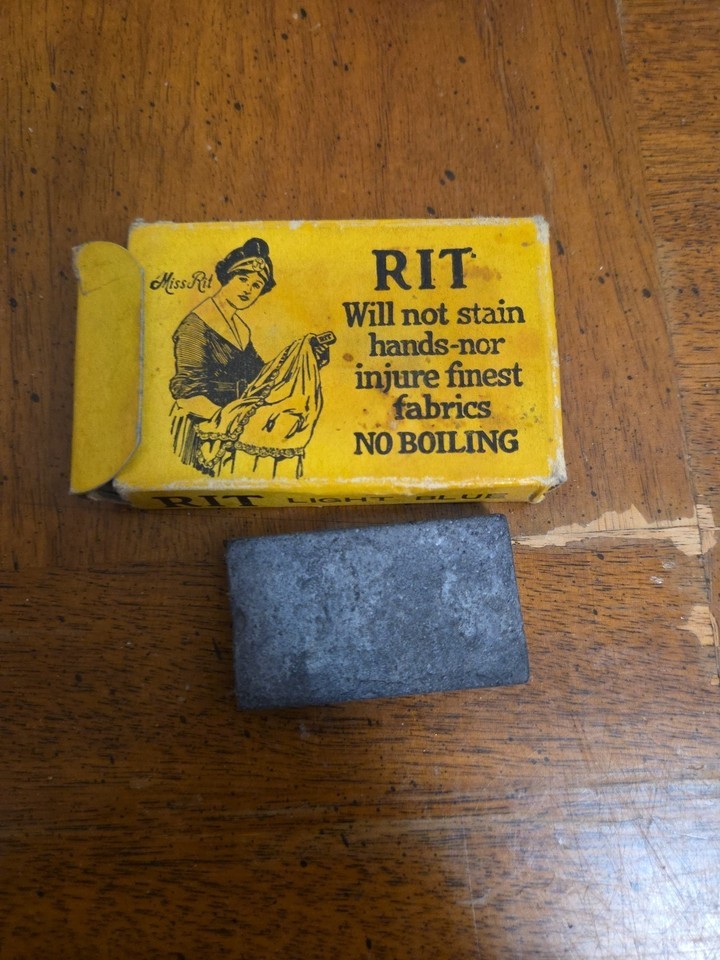 Miss Rit
RIT
Will not stain
hands-nor
injure finest
fabrics
NO BOILING
RIT LIGHT BLUE